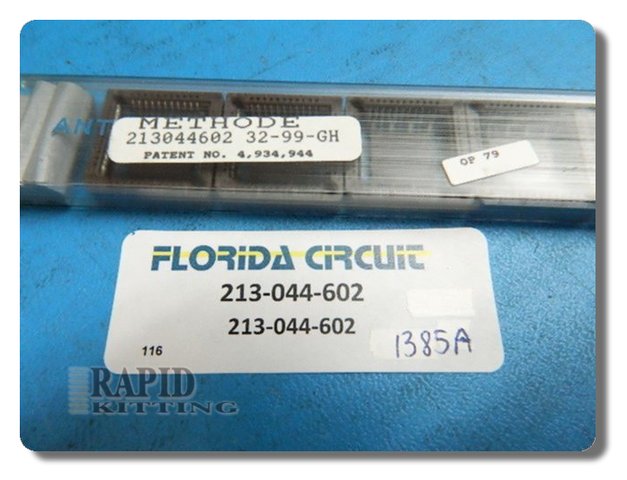 ANT
METHODE
213044602 32-99-GH
PATENT NO. 4,934,944
OP 79
FLORIDA CIRCUIT
213-044-602
213-044-602
1385A
116
RAPID
KITTING